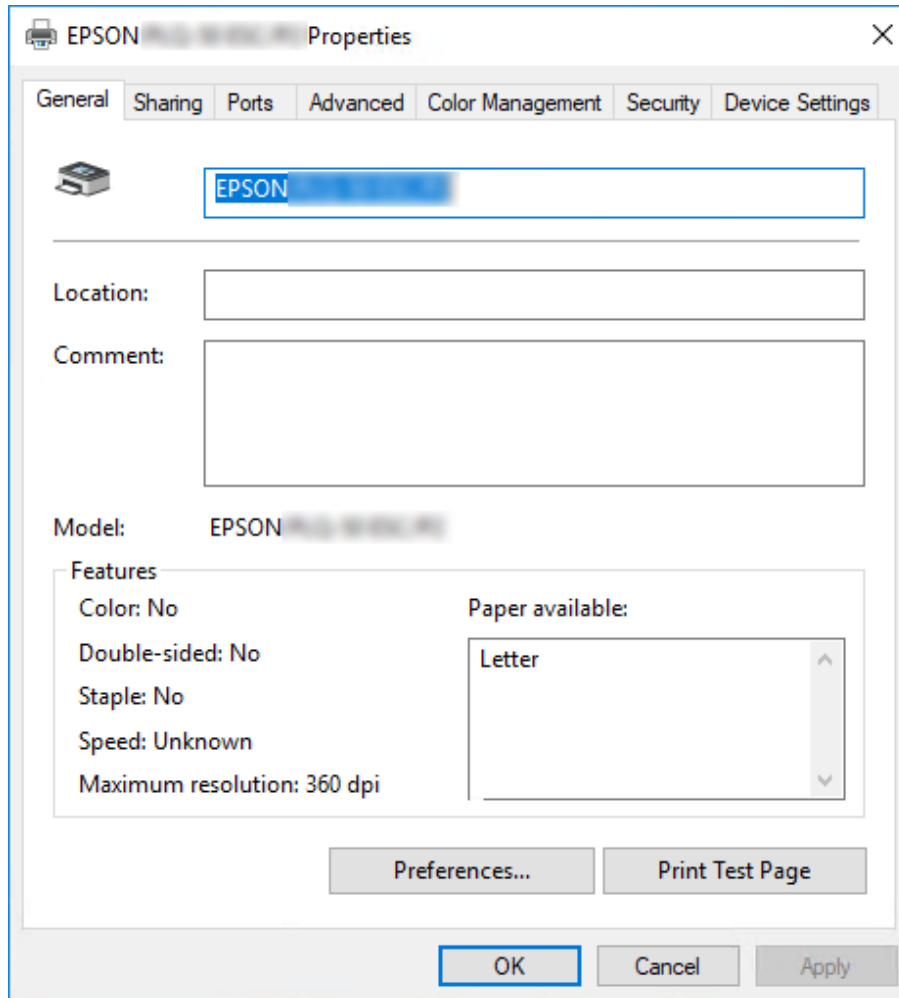 EPSON Properties
General Sharing Ports Advanced Color Management Security Device Settings
EPSON
Location:
Comment:
Model: EPSON
Features
Color: No
Double-sided: No
Staple: No
Speed: Unknown
Maximum resolution: 360 dpi
Paper available:
Letter
Preferences... Print Test Page
OK Cancel Apply